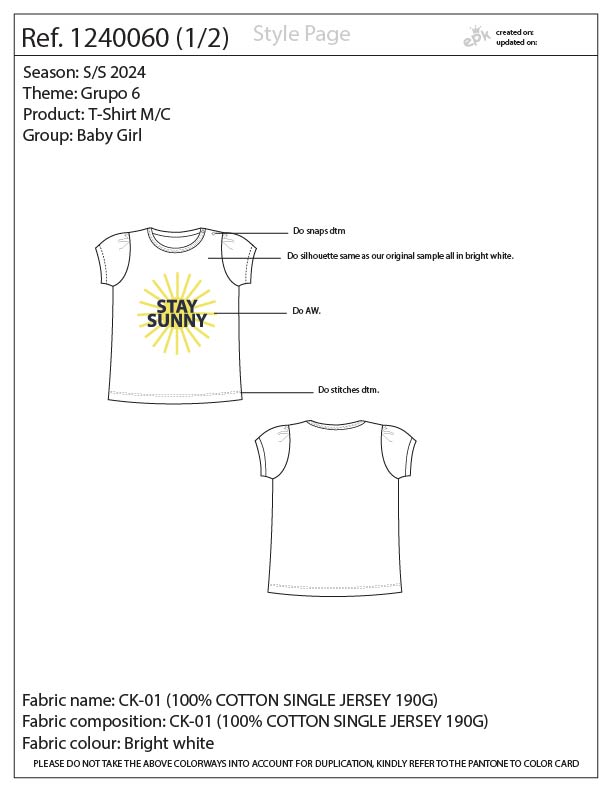 Ref. 1240060 (1/2)
Style Page
epk
created on:
updated on:
Season: S/S 2024
Theme: Grupo 6
Product: T-Shirt M/C
Group: Baby Girl
Do snaps dtm
Do silhouette same as our original sample all in bright white.
STAY
SUNNY
Do AW.
Do stitches dtm.
Fabric name: CK-01 (100% COTTON SINGLE JERSEY 190G)
Fabric composition: CK-01 (100% COTTON SINGLE JERSEY 190G)
Fabric colour: Bright white
PLEASE DO NOT TAKE THE ABOVE COLORWAYS INTO ACCOUNT FOR DUPLICATION, KINDLY REFER TO THE PANTONE TO COLOR CARD